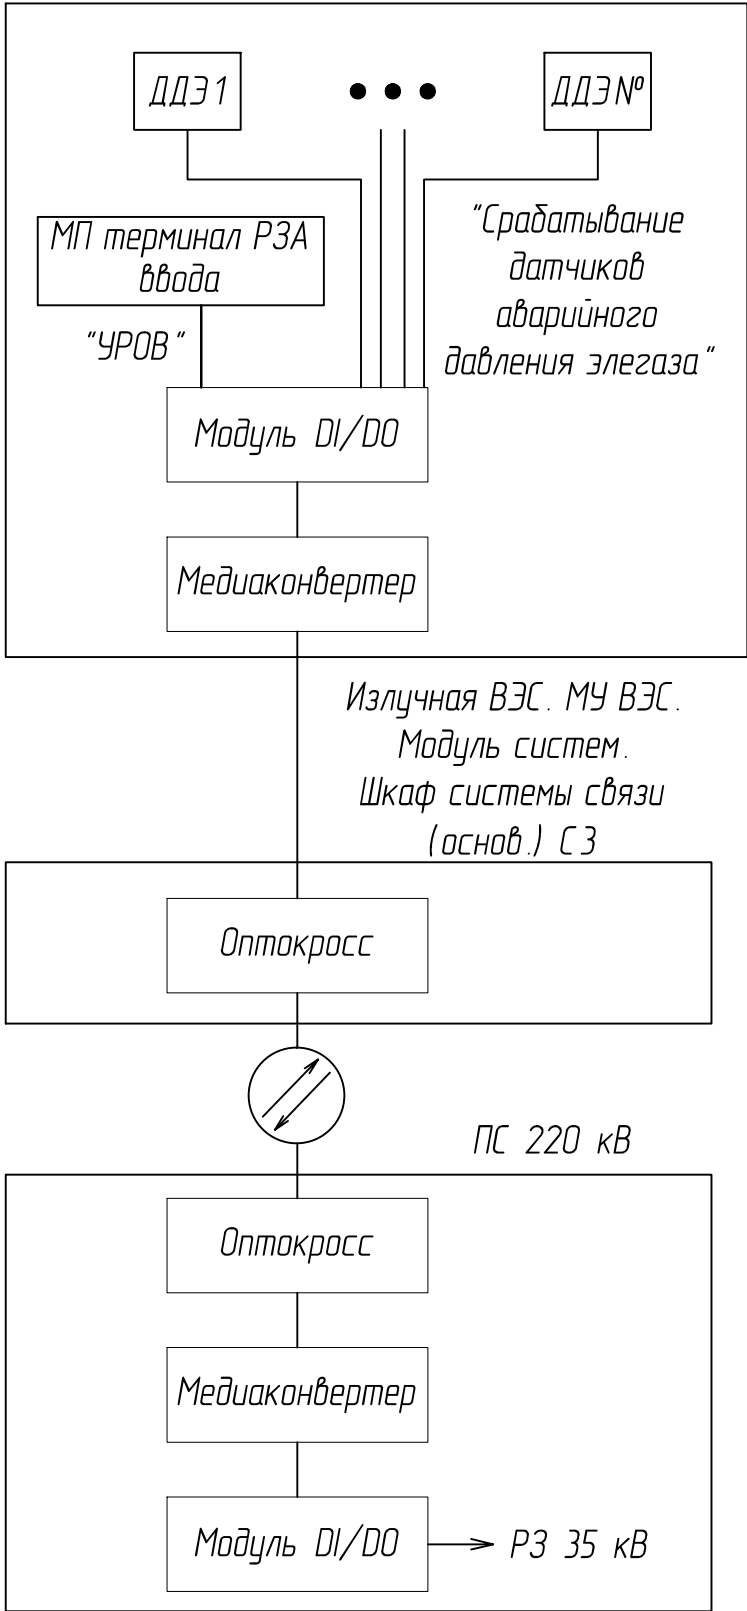 ДДЭ1
ДДЭ№
МП терминал РЗА
ввода
"Срабатывание
датчиков
аварийного
давления элегаза"
"УРОВ"
Модуль DI/DO
Медиаконвертер
Излучная ВЭС. МУ ВЭС.
Модуль систем.
Шкаф системы связи
(основ.) С3
Оптокросс
ПС 220 кВ
Оптокросс
Медиаконвертер
Модуль DI/DO
РЗ 35 кВ